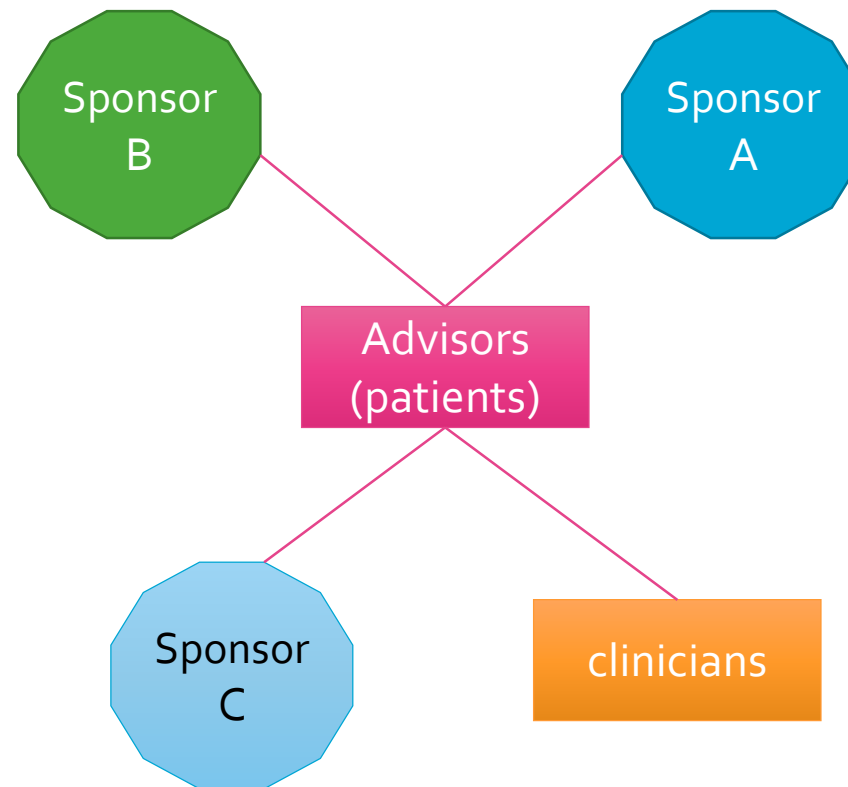 Sponsor
B
Sponsor
A
Advisors
(patients)
Sponsor
C
clinicians